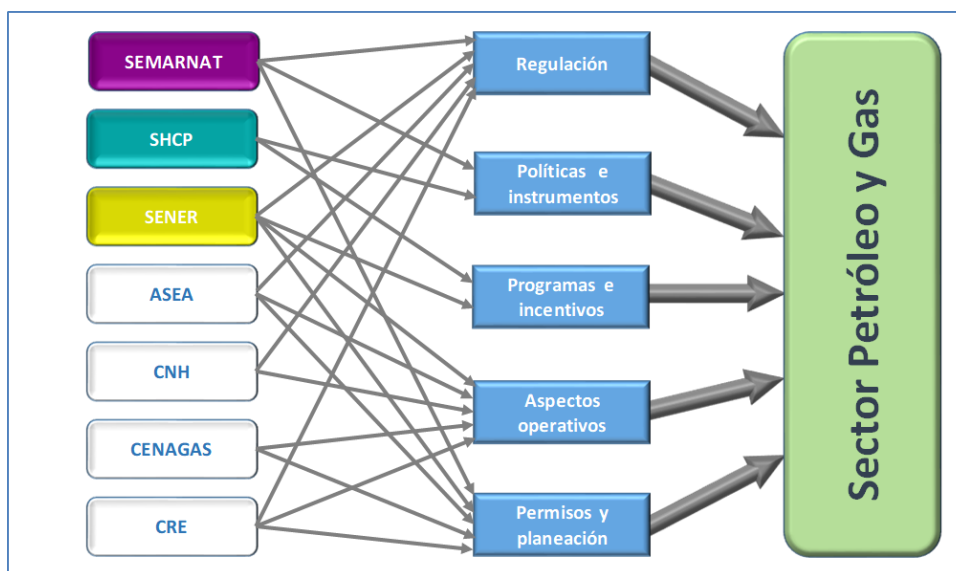 SEMARNAT
SHCP
SENER
ASEA
CNH
CENAGAS
CRE
Regulación
Políticas e
instrumentos
Programas e
incentivos
Aspectos
operativos
Permisos y
planeación
Sector Petróleo y Gas